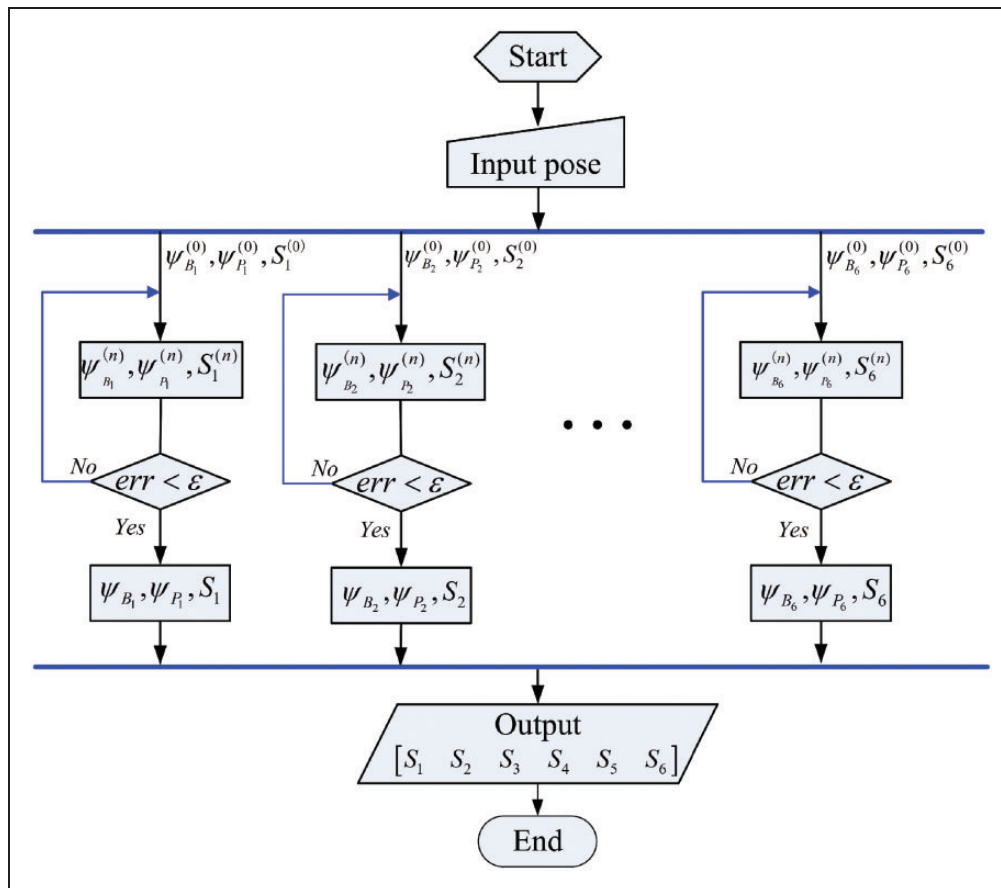 Start
Input pose
ψ_{B_1}^{(0)}, ψ_{P_1}^{(0)}, S_1^{(0)}
ψ_{B_2}^{(0)}, ψ_{P_2}^{(0)}, S_2^{(0)}
ψ_{B_6}^{(0)}, ψ_{P_6}^{(0)}, S_6^{(0)}
ψ_{B_1}^{(n)}, ψ_{P_1}^{(n)}, S_1^{(n)}
ψ_{B_2}^{(n)}, ψ_{P_2}^{(n)}, S_2^{(n)}
ψ_{B_6}^{(n)}, ψ_{P_6}^{(n)}, S_6^{(n)}
• • •
No
err < ε
No
err < ε
No
err < ε
Yes
Yes
Yes
ψ_{B_1}, ψ_{P_1}, S_1
ψ_{B_2}, ψ_{P_2}, S_2
ψ_{B_6}, ψ_{P_6}, S_6
Output
[S_1 S_2 S_3 S_4 S_5 S_6]
End